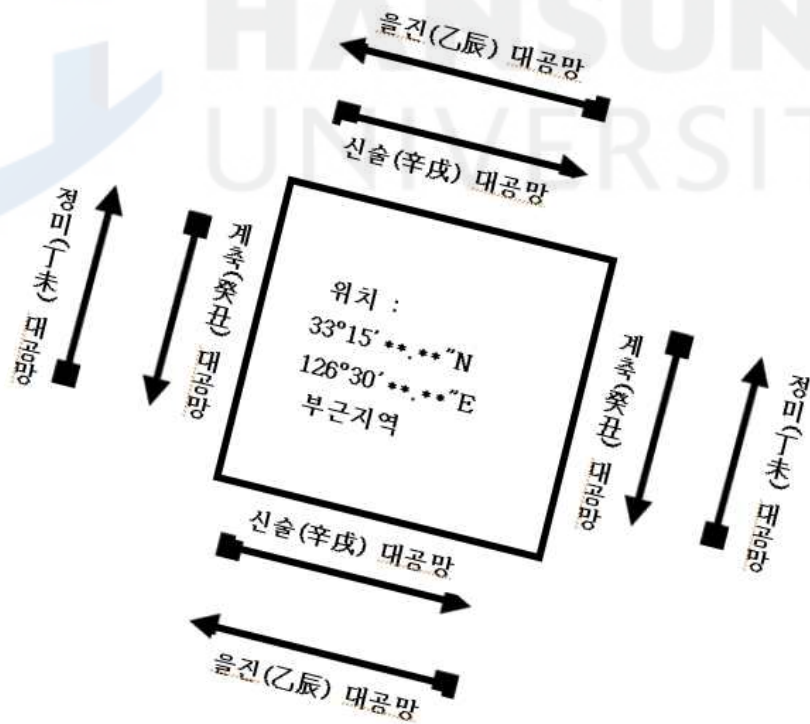 HANSUN
UNIVERSIT
을진(乙辰) 대공망
신술(辛戌) 대공망
정미(丁未) 대공망
계축(癸丑) 대공망
위치 :
33°15′**.**″N
126°30′**.**″E
부근지역
계축(癸丑) 대공망
정미(丁未) 대공망
신술(辛戌) 대공망
을진(乙辰) 대공망